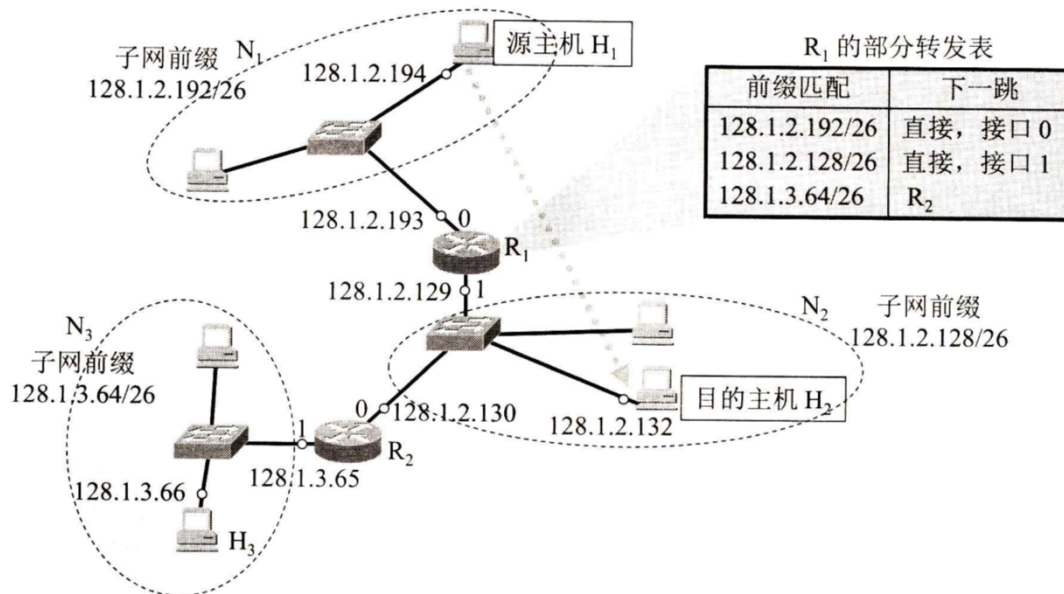 子网前缀
128.1.2.192/26
N1
128.1.2.194
源主机 H1
R1 的部分转发表
前缀匹配 下一跳
128.1.2.192/26 直接，接口 0
128.1.2.128/26 直接，接口 1
128.1.3.64/26 R2
128.1.2.193
0
R1
128.1.2.129
1
N2
子网前缀
128.1.2.128/26
N3
子网前缀
128.1.3.64/26
0
128.1.2.130
目的主机 H2
128.1.2.132
1
R2
128.1.3.65
128.1.3.66
H3